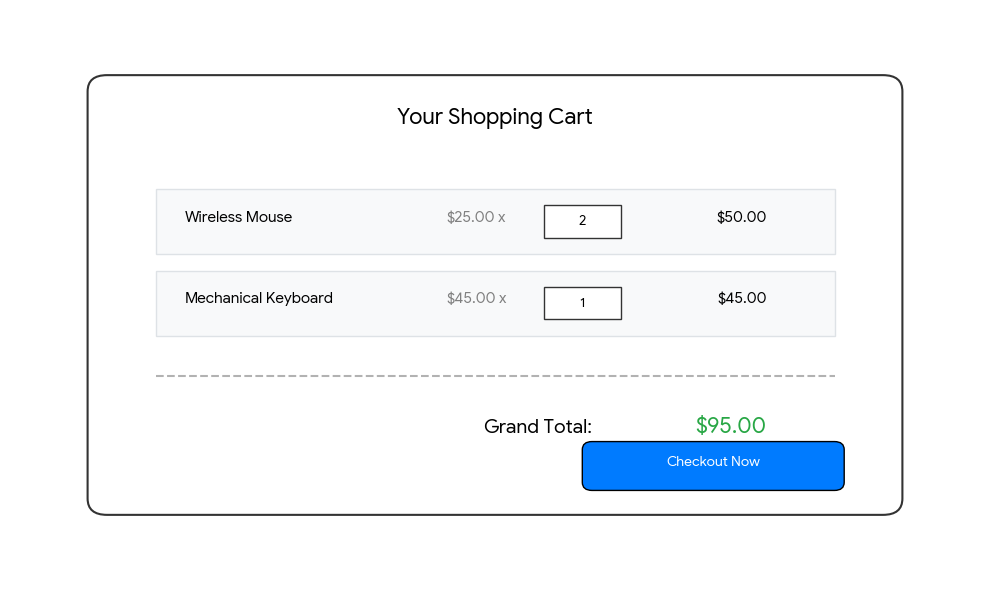 Your Shopping Cart
Wireless Mouse $25.00 x 2 $50.00
Mechanical Keyboard $45.00 x 1 $45.00
Grand Total: $95.00
Checkout Now